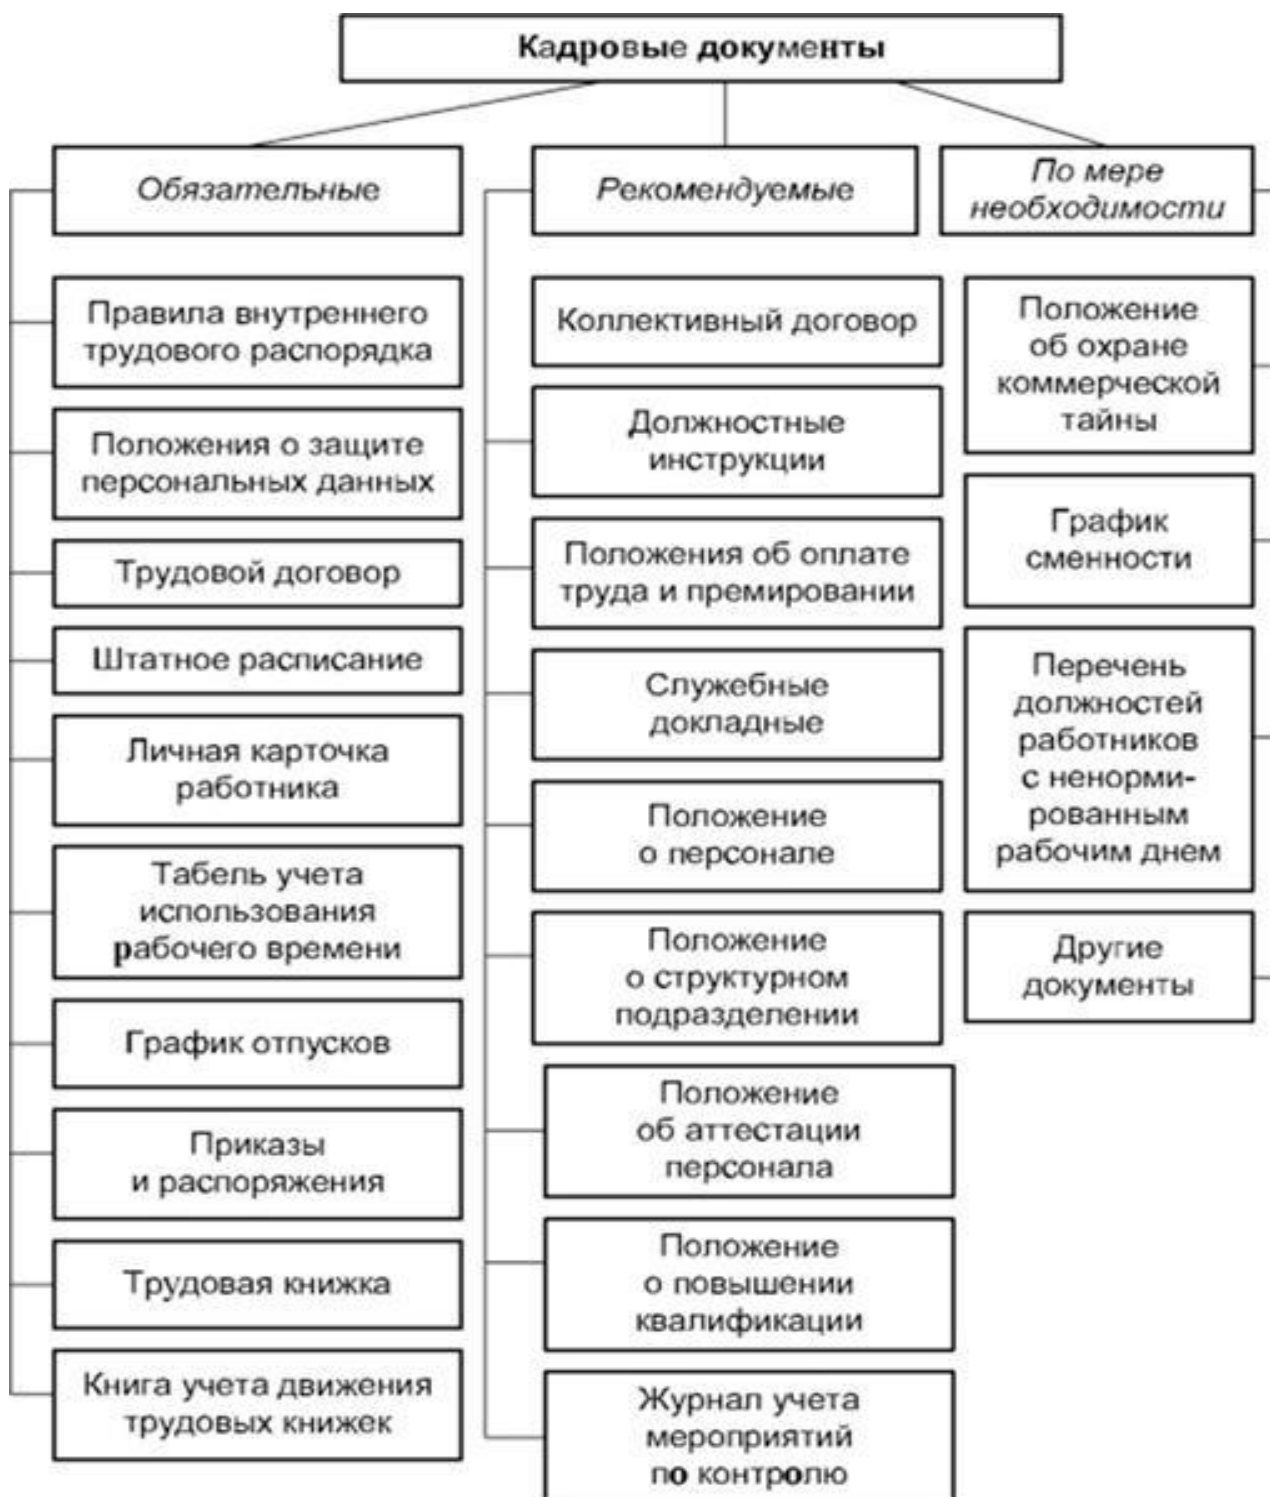 Кадровые документы
Обязательные
Правила внутреннего
трудового распорядка
Положения о защите
персональных данных
Трудовой договор
Штатное расписание
Личная карточка
работника
Табель учета
использования
рабочего времени
График отпусков
Приказы
и распоряжения
Трудовая книжка
Книга учета движения
трудовых книжек
Рекомендуемые
Коллективный договор
Должностные
инструкции
Положения об оплате
труда и премировании
Служебные
докладные
Положение
о персонале
Положение
о структурном
подразделении
Положение
об аттестации
персонала
Положение
о повышении
квалификации
Журнал учета
мероприятий
по контролю
По мере
необходимости
Положение
об охране
коммерческой
тайны
График
сменности
Перечень
должностей
работников
с ненорми-
рованным
рабочим днем
Другие
документы